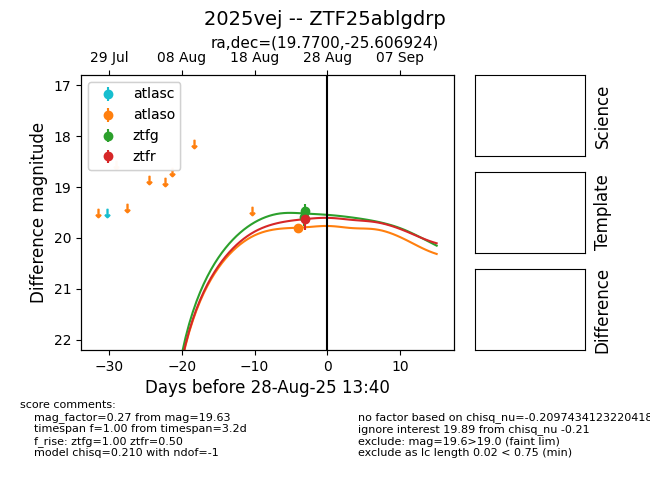 2025vej -- ZTF25ablgdrp
ra,dec=(19.7700,-25.606924)
29 Jul 08 Aug 18 Aug 28 Aug 07 Sep
17
18
19
20
21
22
Difference magnitude
atlasc
atlaso
ztfg
ztfr
−30 −20 −10 0 10
Days before 28-Aug-25 13:40
Science
Template
Difference
score comments:
mag_factor=0.27 from mag=19.63
timespan f=1.00 from timespan=3.2d
f_rise: ztfg=1.00 ztfr=0.50
model chisq=0.210 with ndof=-1
no factor based on chisq_nu=-0.2097434123220418
ignore interest 19.89 from chisq_nu -0.21
exclude: mag=19.6>19.0 (faint lim)
exclude as lc length 0.02 < 0.75 (min)